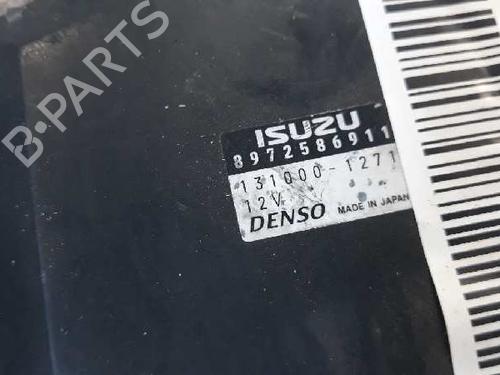 B-PARTS
ISUZU
8972586911
131000-1271
12V
DENSO MADE IN JAPAN